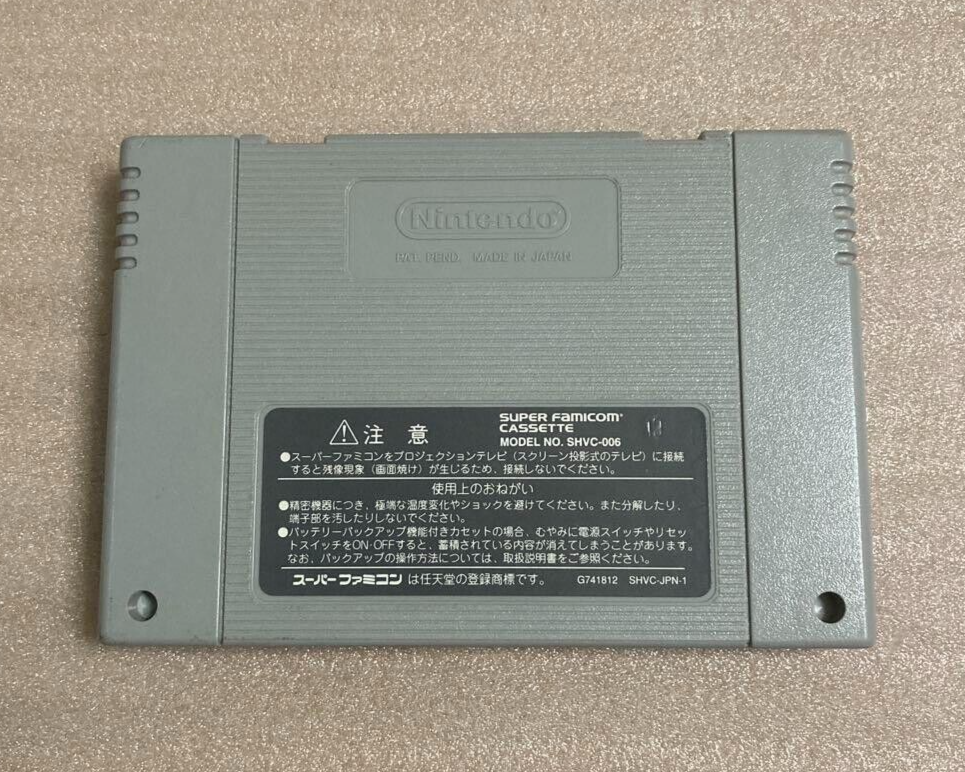 Nintendo®
PAT. PEND. MADE IN JAPAN
⚠注 意
SUPER FAMICOM®
CASSETTE
MODEL NO. SHVC-006
●スーパーファミコンをプロジェクションテレビ(スクリーン投影式のテレビ)に接続
すると残像現象(画面焼け)が生じるため、接続しないでください。
使用上のおねがい
●精密機器につき、極端な温度変化やショックを避けてください。また分解したり、
端子部を汚したりしないでください。
●バッテリーバックアップ機能付きカセットの場合、むやみに電源スイッチやリセッ
トスイッチをON·OFFすると、蓄積されている内容が消えてしまうことがあります。
なお、バックアップの操作方法については、取扱説明書をご参照ください。
スーパーファミコン は任天堂の登録商標です。 G741812 SHVC-JPN-1